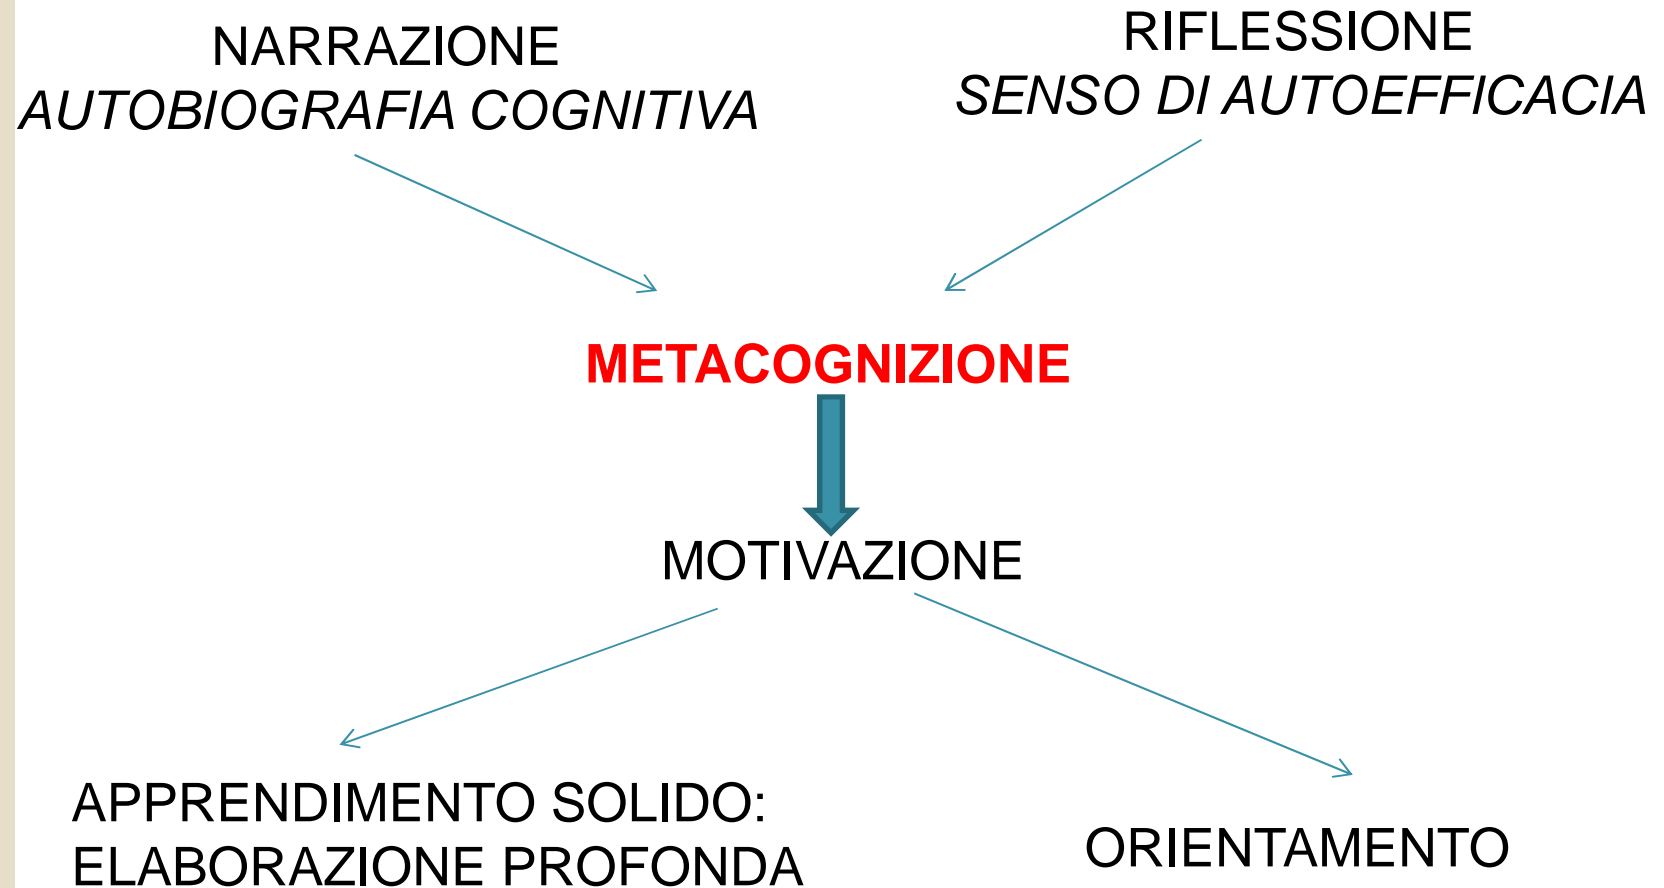 NARRAZIONE
AUTOBIOGRAFIA COGNITIVA
RIFLESSIONE
SENSO DI AUTOEFFICACIA
METACOGNIZIONE
MOTIVAZIONE
APPRENDIMENTO SOLIDO:
ELABORAZIONE PROFONDA
ORIENTAMENTO